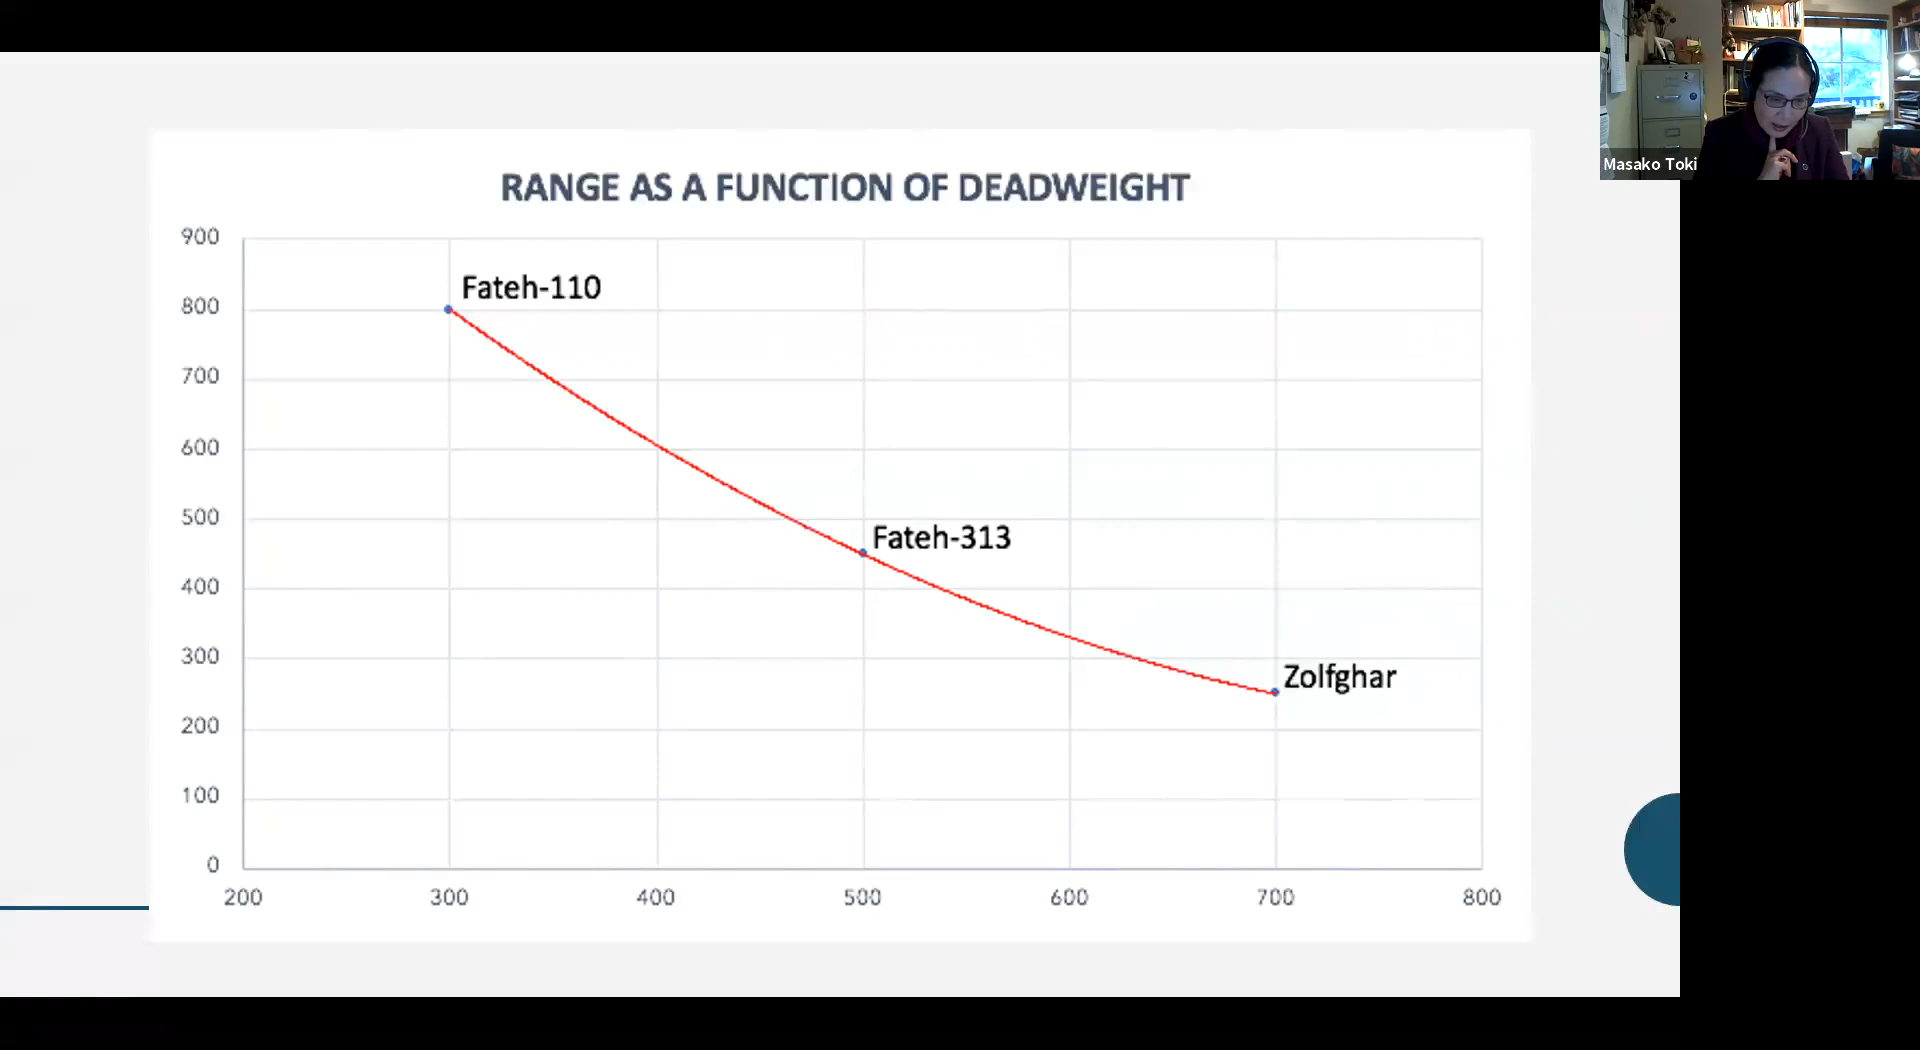 Masako Toki
RANGE AS A FUNCTION OF DEADWEIGHT
900
Fateh-110
800
700
600
500
Fateh-313
400
300
Zolfghar
200
100
0
200 300 400 500 600 700 800